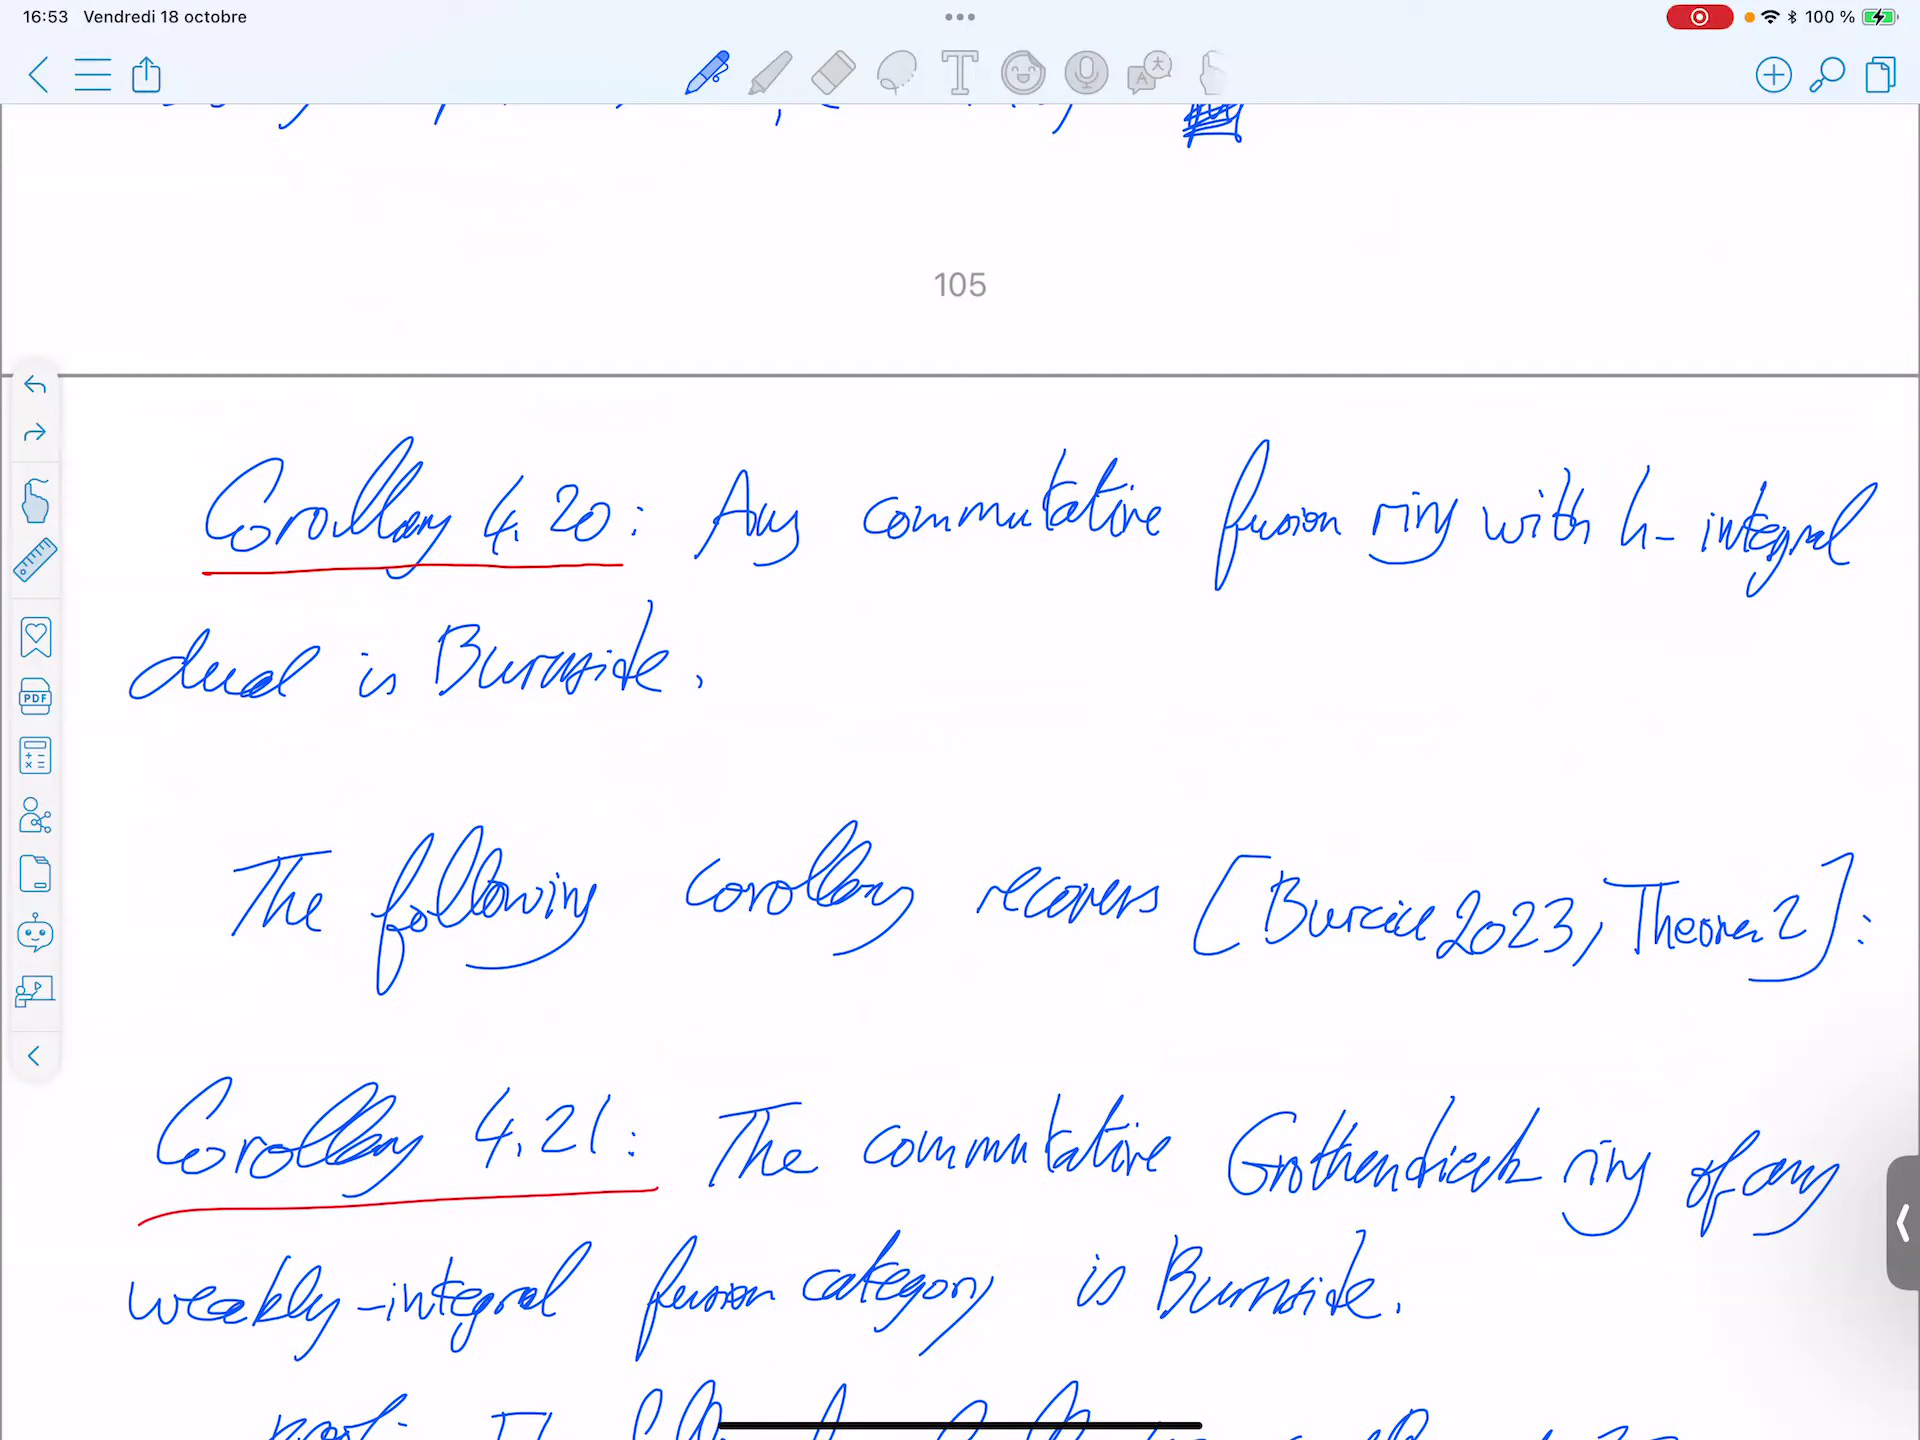 16:53 Vendredi 18 octobre
100 %
105
Corollary 4.20: Any commutative fusion ring with h-integral
dual is Burnside.
The following corollary recovers [Burciu 2023, Theorem 2]:
Corollary 4.21: The commutative Grothendieck ring of any
weakly-integral fusion category is Burnside.
proof: